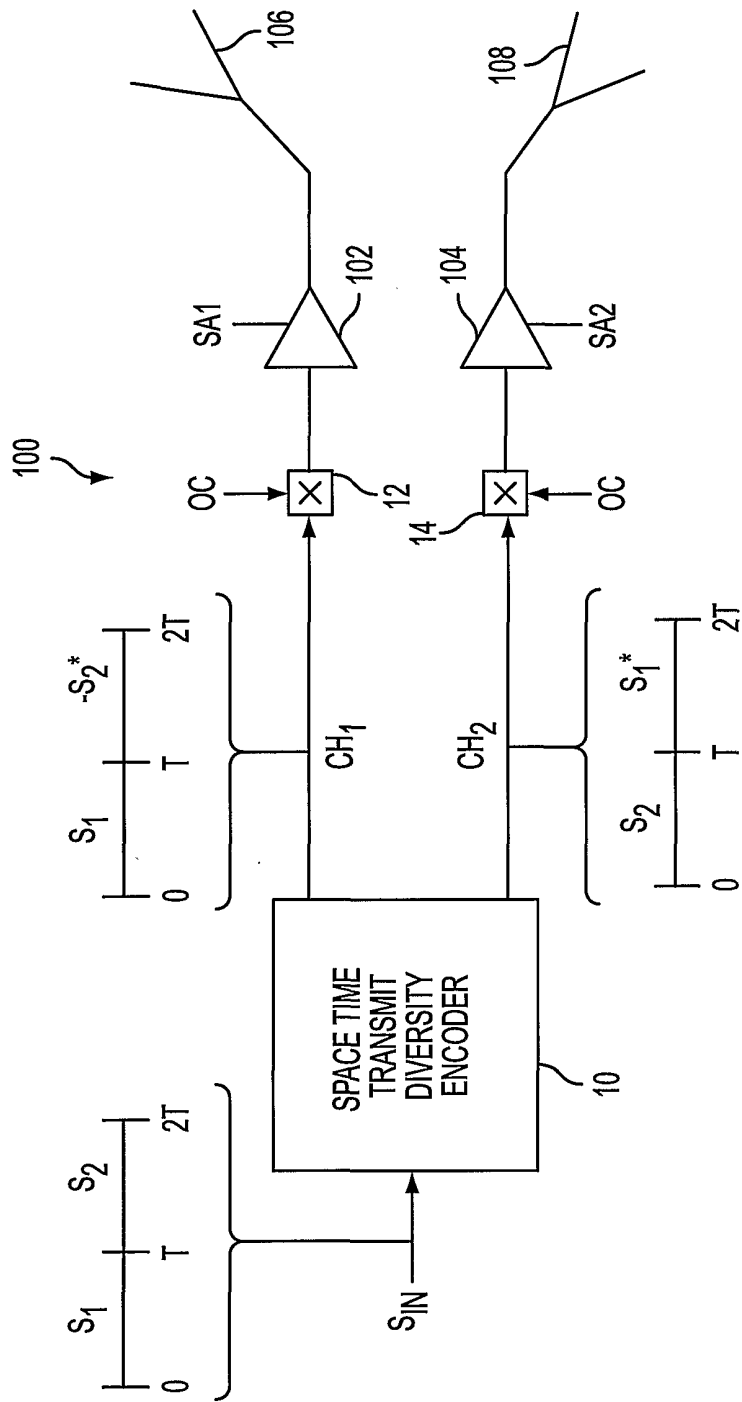 100
S₁ S₂
0 T 2T
S_IN
SPACE TIME
TRANSMIT
DIVERSITY
ENCODER
10
S₁ -S₂*
0 T 2T
CH₁
OC
X
12
SA1
102
106
CH₂
S₂ S₁*
0 T 2T
14
X
OC
104
SA2
108